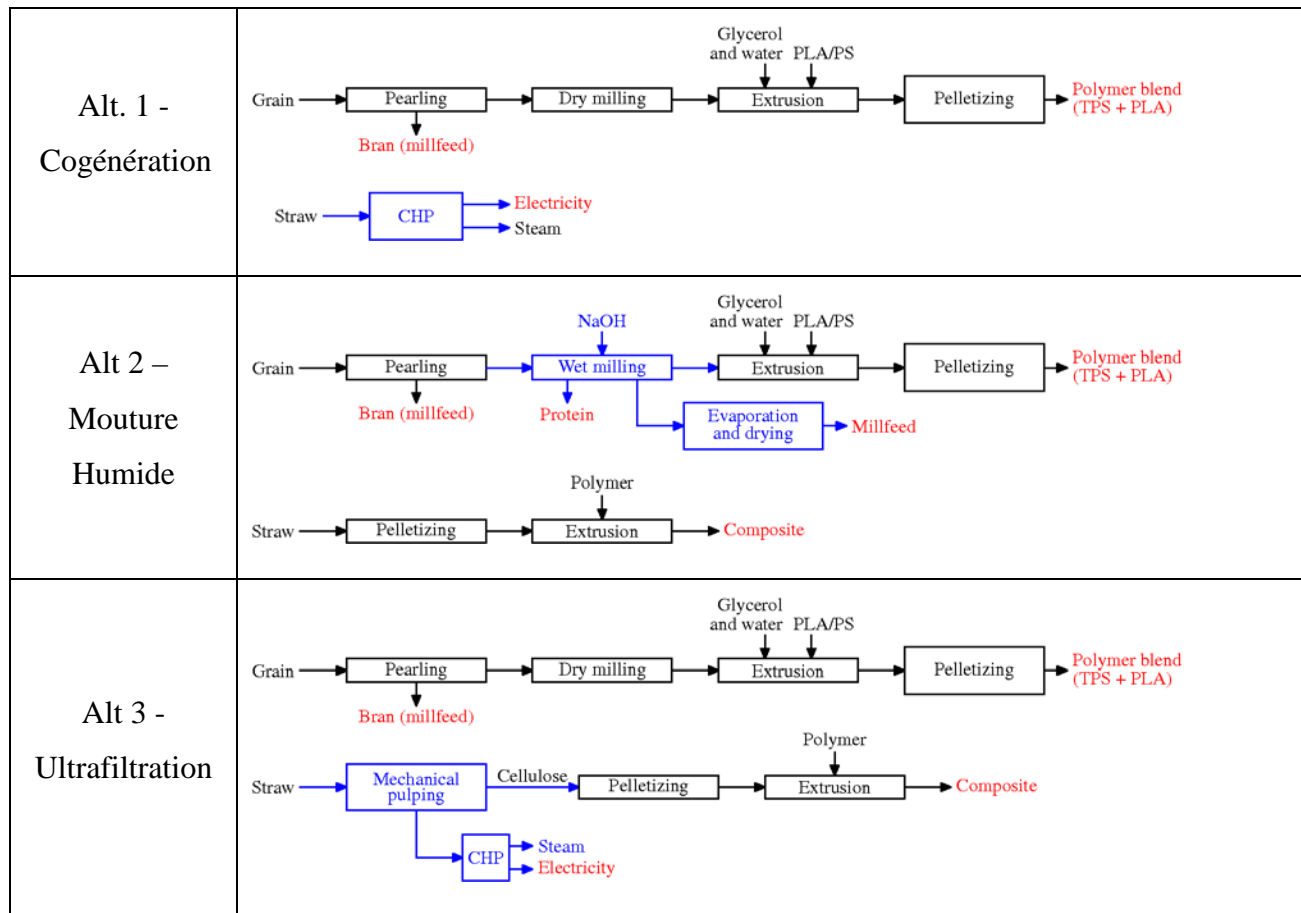 Alt. 1 -
Cogénération
Glycerol
and water PLA/PS
Grain
Pearling
Dry milling
Extrusion
Pelletizing
Polymer blend
(TPS + PLA)
Bran (millfeed)
Straw
CHP
Electricity
Steam
Alt 2 –
Mouture
Humide
Glycerol
NaOH
and water PLA/PS
Grain
Pearling
Wet milling
Extrusion
Pelletizing
Polymer blend
(TPS + PLA)
Bran (millfeed)
Protein
Evaporation
and drying
Millfeed
Polymer
Straw
Pelletizing
Extrusion
Composite
Alt 3 -
Ultrafiltration
Glycerol
and water PLA/PS
Grain
Pearling
Dry milling
Extrusion
Pelletizing
Polymer blend
(TPS + PLA)
Bran (millfeed)
Polymer
Straw
Mechanical
pulping
Cellulose
Pelletizing
Extrusion
Composite
CHP
Steam
Electricity